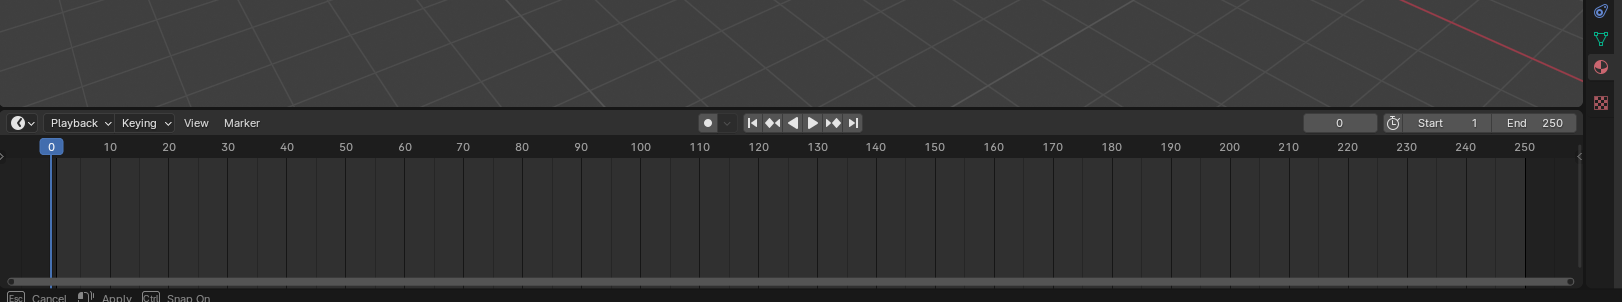 Playback Keying View Marker 0 Start 1 End 250
0 10 20 30 40 50 60 70 80 90 100 110 120 130 140 150 160 170 180 190 200 210 220 230 240 250
Esc Cancel Apply Ctrl Snap On